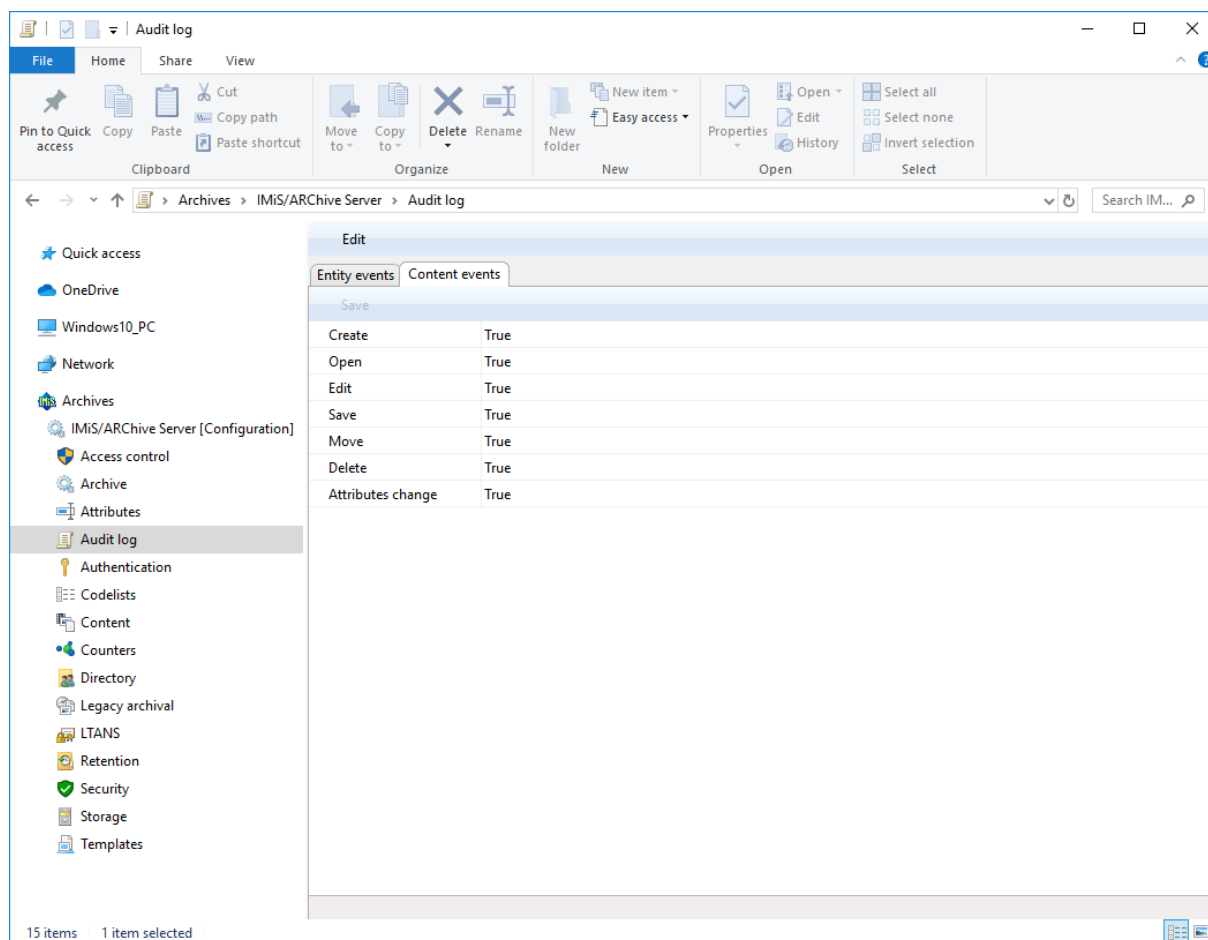 Audit log
File Home Share View
Pin to Quick access
Copy
Paste
Cut
Copy path
Paste shortcut
Clipboard
Move to
Copy to
Delete
Rename
Organize
New folder
New item
Easy access
New
Properties
Open
Edit
History
Open
Select all
Select none
Invert selection
Select
Archives > IMiS/ARChive Server > Audit log
Search IM...
Quick access
OneDrive
Windows10_PC
Network
Archives
IMiS/ARChive Server [Configuration]
Access control
Archive
Attributes
Audit log
Authentication
Codelists
Content
Counters
Directory
Legacy archival
LTANS
Retention
Security
Storage
Templates
Edit
Entity events Content events
Save
Create True
Open True
Edit True
Save True
Move True
Delete True
Attributes change True
15 items 1 item selected